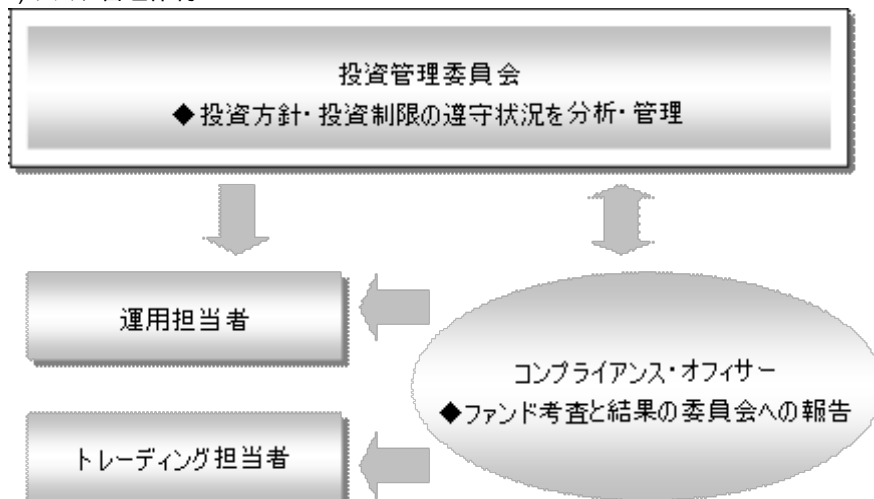 投資管理委員会
◆投資方針・投資制限の遵守状況を分析・管理
運用担当者
コンプライアンス・オフィサー
◆ファンド考査と結果の委員会への報告
トレーディング担当者